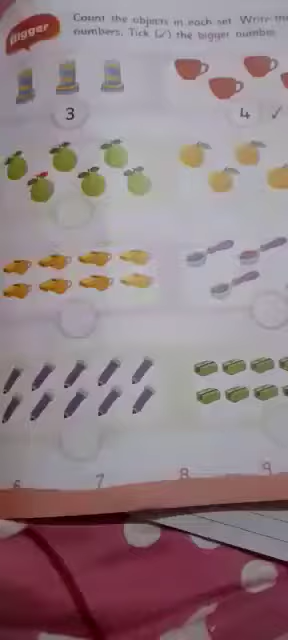 Bigger
Count the objects in each set. Write the
numbers. Tick (✓) the bigger number.
3 4 ✓
6 7 8 9